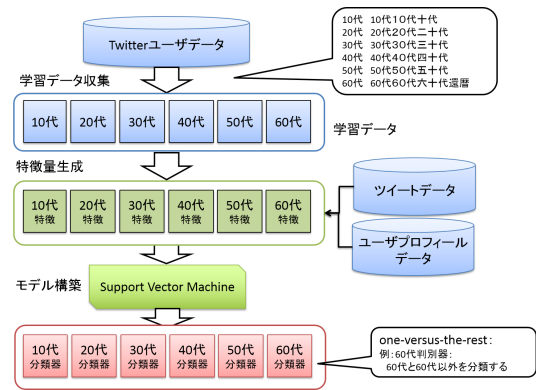 Twitterユーザデータ
10代 10代10代十代
20代 20代20代二十代
30代 30代30代三十代
40代 40代40代四十代
50代 50代50代五十代
60代 60代60代六十代還暦
学習データ収集
10代 20代 30代 40代 50代 60代
学習データ
特徴量生成
10代 20代 30代 40代 50代 60代
特徴 特徴 特徴 特徴 特徴 特徴
ツイートデータ
ユーザプロフィール
データ
モデル構築
Support Vector Machine
10代 20代 30代 40代 50代 60代
分類器 分類器 分類器 分類器 分類器 分類器
one-versus-the-rest:
例:60代判別器:
60代と60代以外を分類する